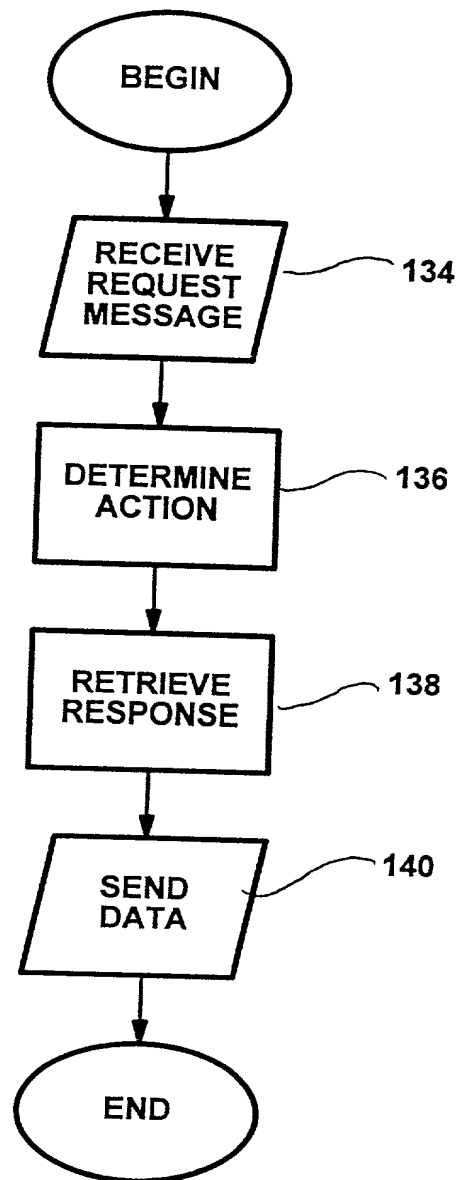 BEGIN
RECEIVE
REQUEST
MESSAGE
134
DETERMINE
ACTION
136
RETRIEVE
RESPONSE
138
SEND
DATA
140
END